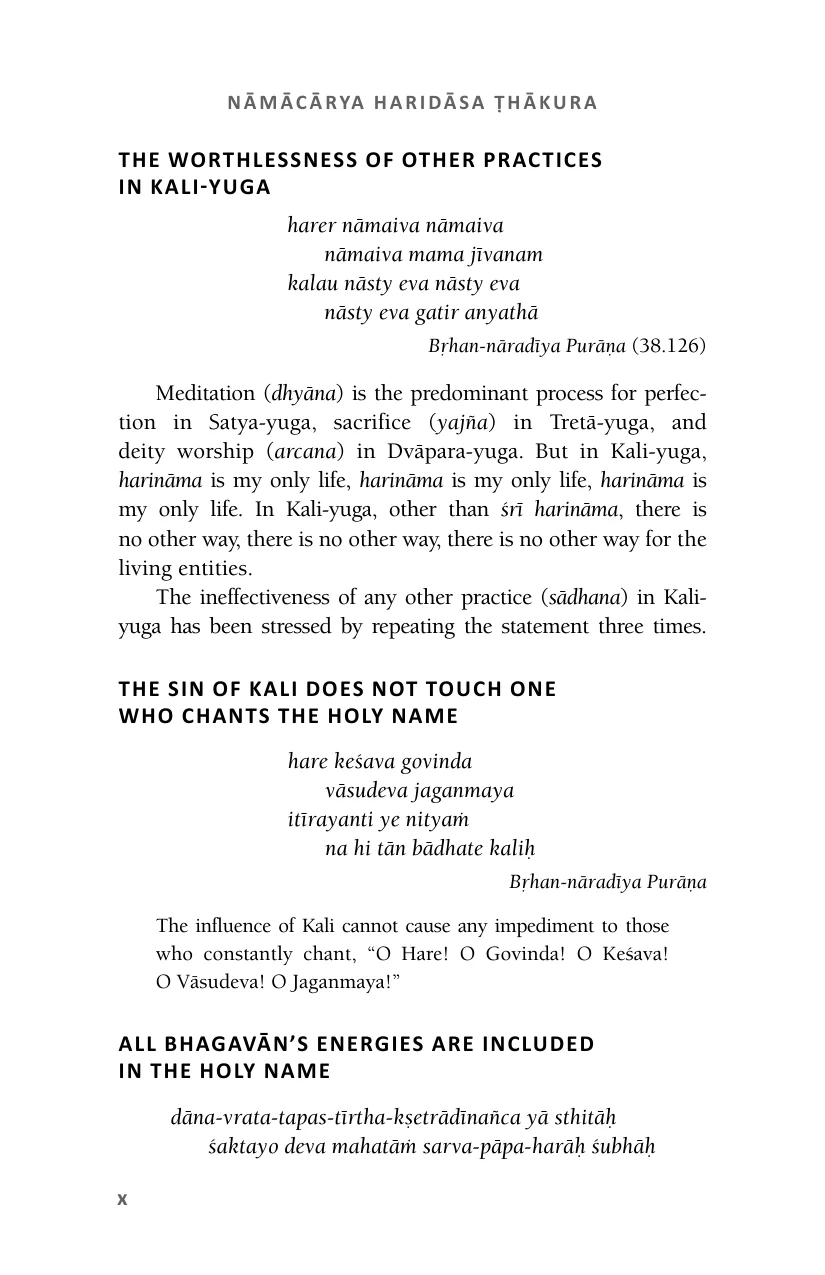 NĀMĀCĀRYA HARIDĀSA ṬHĀKURA
THE WORTHLESSNESS OF OTHER PRACTICES
IN KALI-YUGA
harer nāmaiva nāmaiva
nāmaiva mama jīvanam
kalau nāsty eva nāsty eva
nāsty eva gatir anyathā
Bṛhan-nāradīya Purāṇa (38.126)
Meditation (dhyāna) is the predominant process for perfec-
tion in Satya-yuga, sacrifice (yajña) in Tretā-yuga, and
deity worship (arcana) in Dvāpara-yuga. But in Kali-yuga,
harināma is my only life, harināma is my only life, harināma is
my only life. In Kali-yuga, other than śrī harināma, there is
no other way, there is no other way, there is no other way for the
living entities.
The ineffectiveness of any other practice (sādhana) in Kali-
yuga has been stressed by repeating the statement three times.
THE SIN OF KALI DOES NOT TOUCH ONE
WHO CHANTS THE HOLY NAME
hare keśava govinda
vāsudeva jaganmaya
itīrayanti ye nityaṁ
na hi tān bādhate kaliḥ
Bṛhan-nāradīya Purāṇa
The influence of Kali cannot cause any impediment to those
who constantly chant, “O Hare! O Govinda! O Keśava!
O Vāsudeva! O Jaganmaya!”
ALL BHAGAVĀN’S ENERGIES ARE INCLUDED
IN THE HOLY NAME
dāna-vrata-tapas-tīrtha-kṣetrādīnañca yā sthitāḥ
śaktayo deva mahatāṁ sarva-pāpa-harāḥ śubhāḥ
x